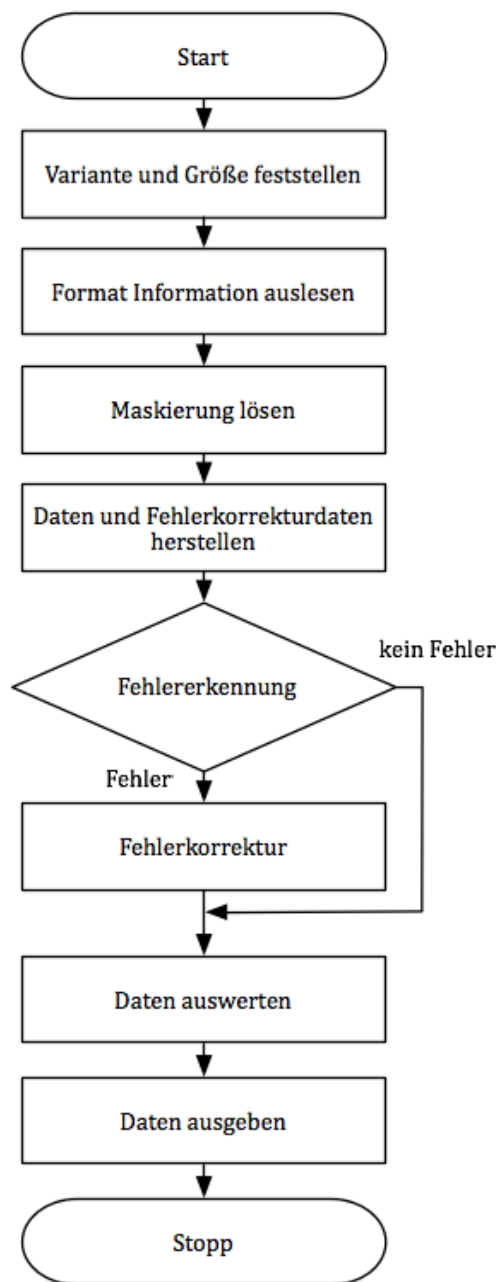 Start
Variante und Größe feststellen
Format Information auslesen
Maskierung lösen
Daten und Fehlerkorrekturdaten
herstellen
kein Fehler
Fehlererkennung
Fehler
Fehlerkorrektur
Daten auswerten
Daten ausgeben
Stopp